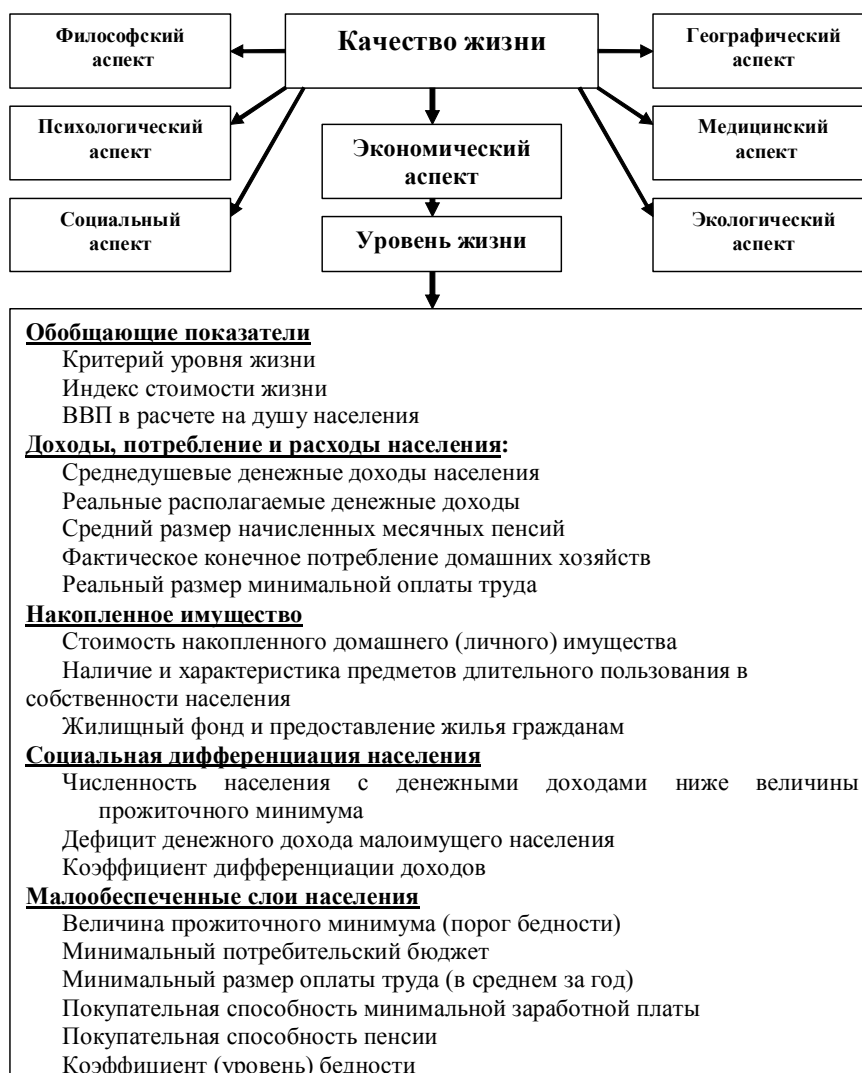 Философский
аспект
Качество жизни
Географический
аспект
Психологический
аспект
Экономический
аспект
Медицинский
аспект
Социальный
аспект
Уровень жизни
Экологический
аспект
Обобщающие показатели
Критерий уровня жизни
Индекс стоимости жизни
ВВП в расчете на душу населения
Доходы, потребление и расходы населения:
Среднедушевые денежные доходы населения
Реальные располагаемые денежные доходы
Средний размер начисленных месячных пенсий
Фактическое конечное потребление домашних хозяйств
Реальный размер минимальной оплаты труда
Накопленное имущество
Стоимость накопленного домашнего (личного) имущества
Наличие и характеристика предметов длительного пользования в
собственности населения
Жилищный фонд и предоставление жилья гражданам
Социальная дифференциация населения
Численность населения с денежными доходами ниже величины
прожиточного минимума
Дефицит денежного дохода малоимущего населения
Коэффициент дифференциации доходов
Малообеспеченные слои населения
Величина прожиточного минимума (порог бедности)
Минимальный потребительский бюджет
Минимальный размер оплаты труда (в среднем за год)
Покупательная способность минимальной заработной платы
Покупательная способность пенсии
Коэффициент (уровень) бедности